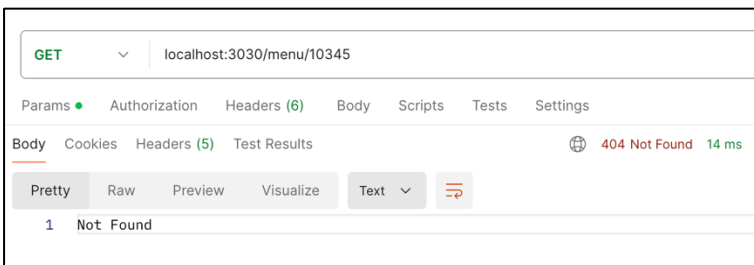 GET localhost:3030/menu/10345
Params Authorization Headers (6) Body Scripts Tests Settings
Body Cookies Headers (5) Test Results 404 Not Found 14 ms
Pretty Raw Preview Visualize Text
1 Not Found